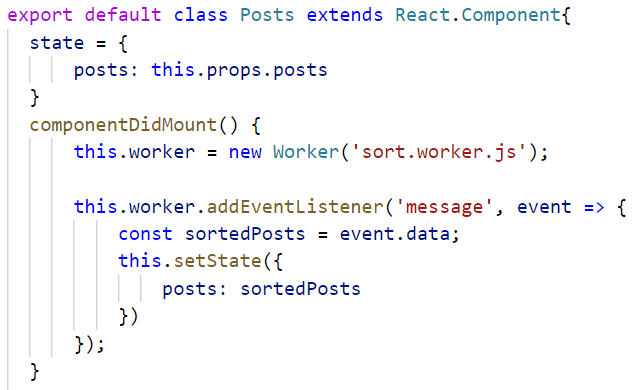 export default class Posts extends React.Component{
state = {
posts: this.props.posts
}
componentDidMount() {
this.worker = new Worker('sort.worker.js');
this.worker.addEventListener('message', event => {
const sortedPosts = event.data;
this.setState({
posts: sortedPosts
})
});
}